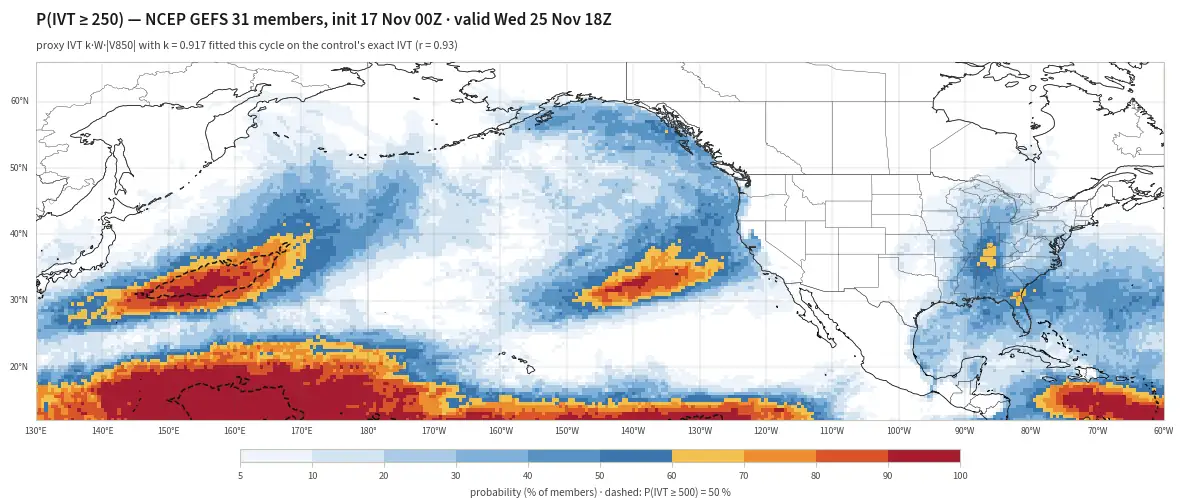 P(IVT ≥ 250) — NCEP GEFS 31 members, init 17 Nov 00Z · valid Wed 25 Nov 18Z
proxy IVT k·W·|V850| with k = 0.917 fitted this cycle on the control's exact IVT (r = 0.93)
60°N
50°N
40°N
30°N
20°N
130°E 140°E 150°E 160°E 170°E 180° 170°W 160°W 150°W 140°W 130°W 120°W 110°W 100°W 90°W 80°W 70°W 60°W
5 10 20 30 40 50 60 70 80 90 100
probability (% of members) · dashed: P(IVT ≥ 500) = 50 %